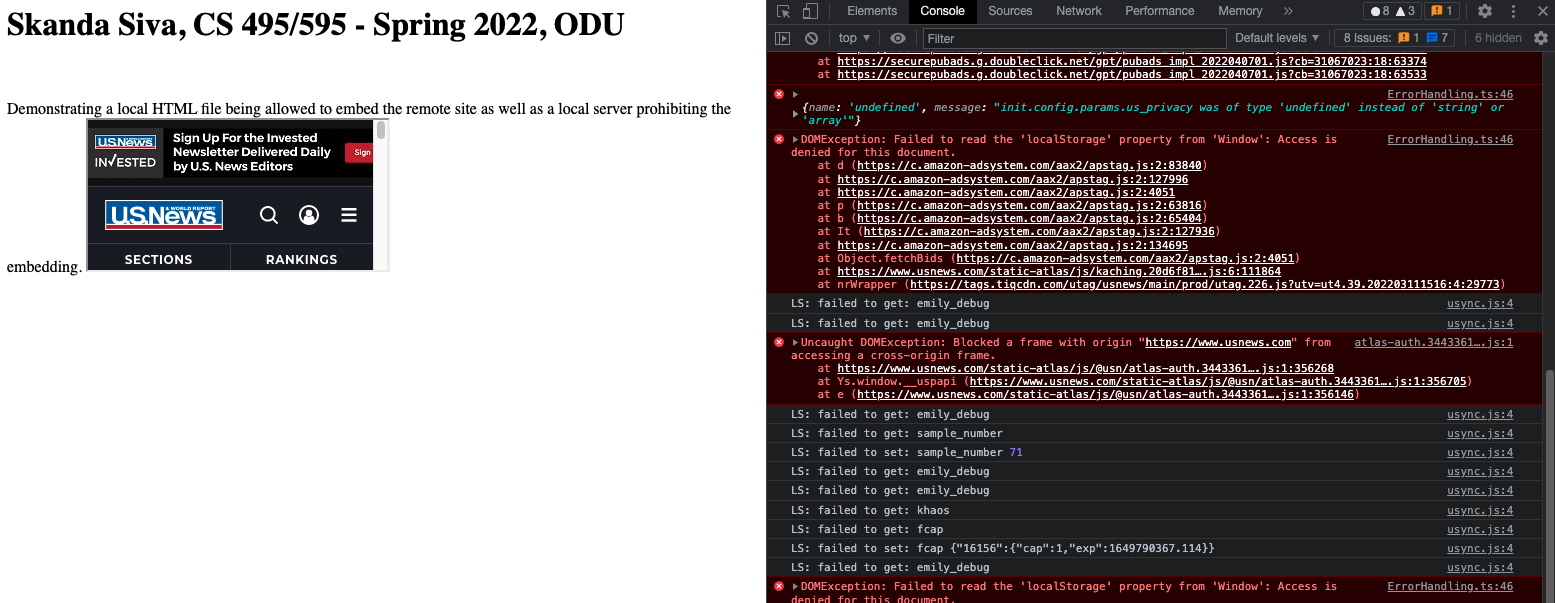 Skanda Siva, CS 495/595 - Spring 2022, ODU
Demonstrating a local HTML file being allowed to embed the remote site as well as a local server prohibiting the
embedding.
U.S.News
INVESTED
Sign Up For the Invested
Newsletter Delivered Daily
by U.S. News Editors
Sign
U.S.News
& WORLD REPORT
SECTIONS
RANKINGS
Elements Console Sources Network Performance Memory » 8 3 1
top ▼ Filter Default levels ▼ 8 Issues: 1 7 6 hidden
at https://securepubads.g.doubleclick.net/gpt/pubads_impl_2022040701.js?cb=31067023:18:63374
at https://securepubads.g.doubleclick.net/gpt/pubads_impl_2022040701.js?cb=31067023:18:63533
ErrorHandling.ts:46
{name: 'undefined', message: "init.config.params.us_privacy was of type 'undefined' instead of 'string' or
'array'"}
DOMException: Failed to read the 'localStorage' property from 'Window': Access is ErrorHandling.ts:46
denied for this document.
at d (https://c.amazon-adsystem.com/aax2/apstag.js:2:83840)
at https://c.amazon-adsystem.com/aax2/apstag.js:2:127996
at https://c.amazon-adsystem.com/aax2/apstag.js:2:4051
at p (https://c.amazon-adsystem.com/aax2/apstag.js:2:63816)
at b (https://c.amazon-adsystem.com/aax2/apstag.js:2:65404)
at It (https://c.amazon-adsystem.com/aax2/apstag.js:2:127936)
at https://c.amazon-adsystem.com/aax2/apstag.js:2:134695
at Object.fetchBids (https://c.amazon-adsystem.com/aax2/apstag.js:2:4051)
at https://www.usnews.com/static-atlas/js/kaching.20d6f81….js:6:111864
at nrWrapper (https://tags.tiqcdn.com/utag/usnews/main/prod/utag.226.js?utv=ut4.39.202203111516:4:29773)
LS: failed to get: emily_debug usync.js:4
LS: failed to get: emily_debug usync.js:4
Uncaught DOMException: Blocked a frame with origin "https://www.usnews.com" from atlas-auth.3443361….js:1
accessing a cross-origin frame.
at https://www.usnews.com/static-atlas/js/@usn/atlas-auth.3443361….js:1:356268
at Ys.window.__uspapi (https://www.usnews.com/static-atlas/js/@usn/atlas-auth.3443361….js:1:356705)
at e (https://www.usnews.com/static-atlas/js/@usn/atlas-auth.3443361….js:1:356146)
LS: failed to get: emily_debug usync.js:4
LS: failed to get: sample_number usync.js:4
LS: failed to set: sample_number 71 usync.js:4
LS: failed to get: emily_debug usync.js:4
LS: failed to get: emily_debug usync.js:4
LS: failed to get: khaos usync.js:4
LS: failed to get: fcap usync.js:4
LS: failed to set: fcap {"16156":{"cap":1,"exp":1649790367.114}} usync.js:4
LS: failed to get: emily_debug usync.js:4
DOMException: Failed to read the 'localStorage' property from 'Window': Access is ErrorHandling.ts:46
denied for this document.